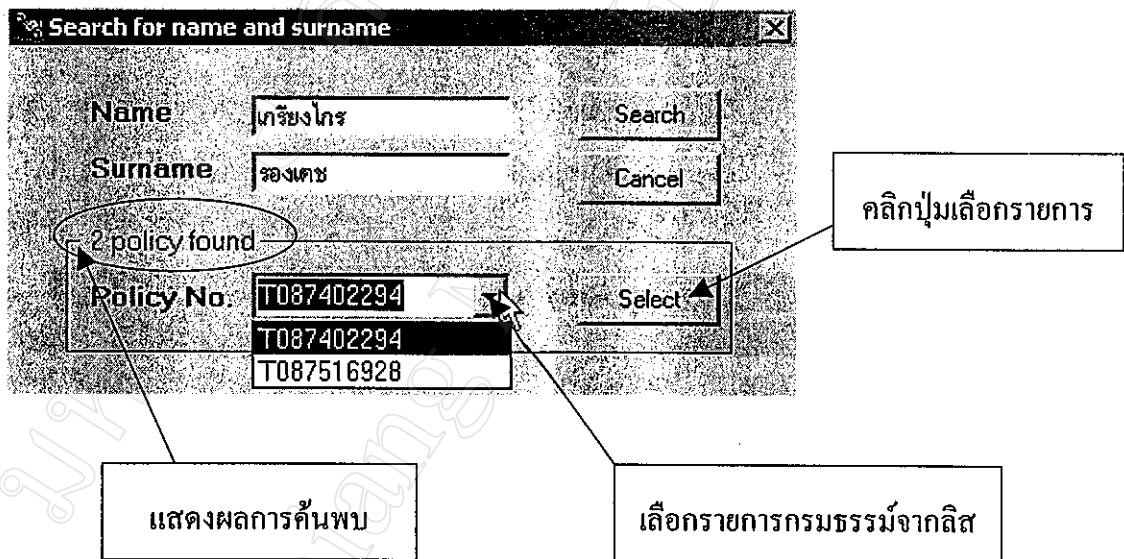 Search for name and surname
Name
เกรียงไกร
Search
Surname
รองเดช
Cancel
คลิกปุ่มเลือกรายการ
2 policy found
Policy No.
T087402294
Select
T087402294
T087516928
แสดงผลการค้นพบ
เลือกรายการกรมธรรม์จากลิส